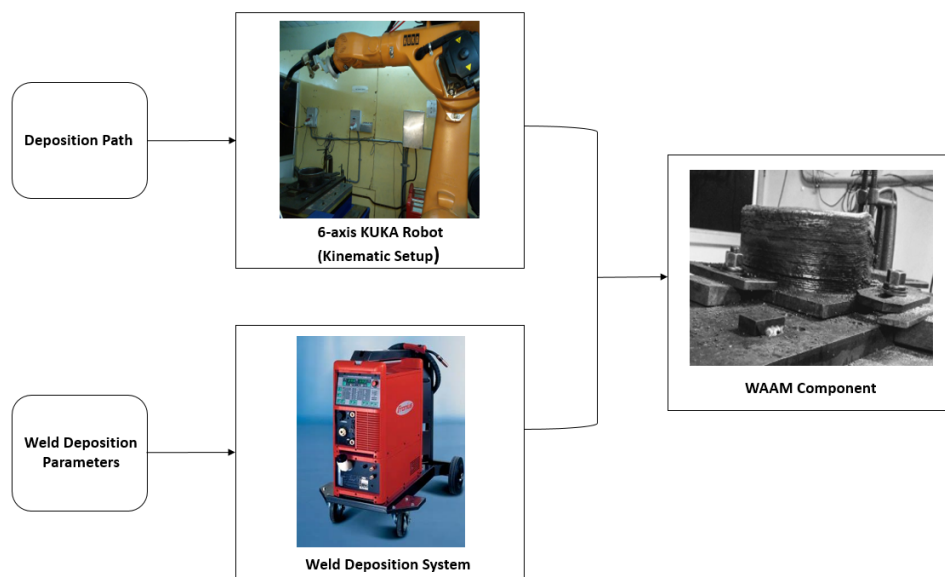 Deposition Path
6-axis KUKA Robot
(Kinematic Setup)
WAAM Component
Weld Deposition
Parameters
Weld Deposition System